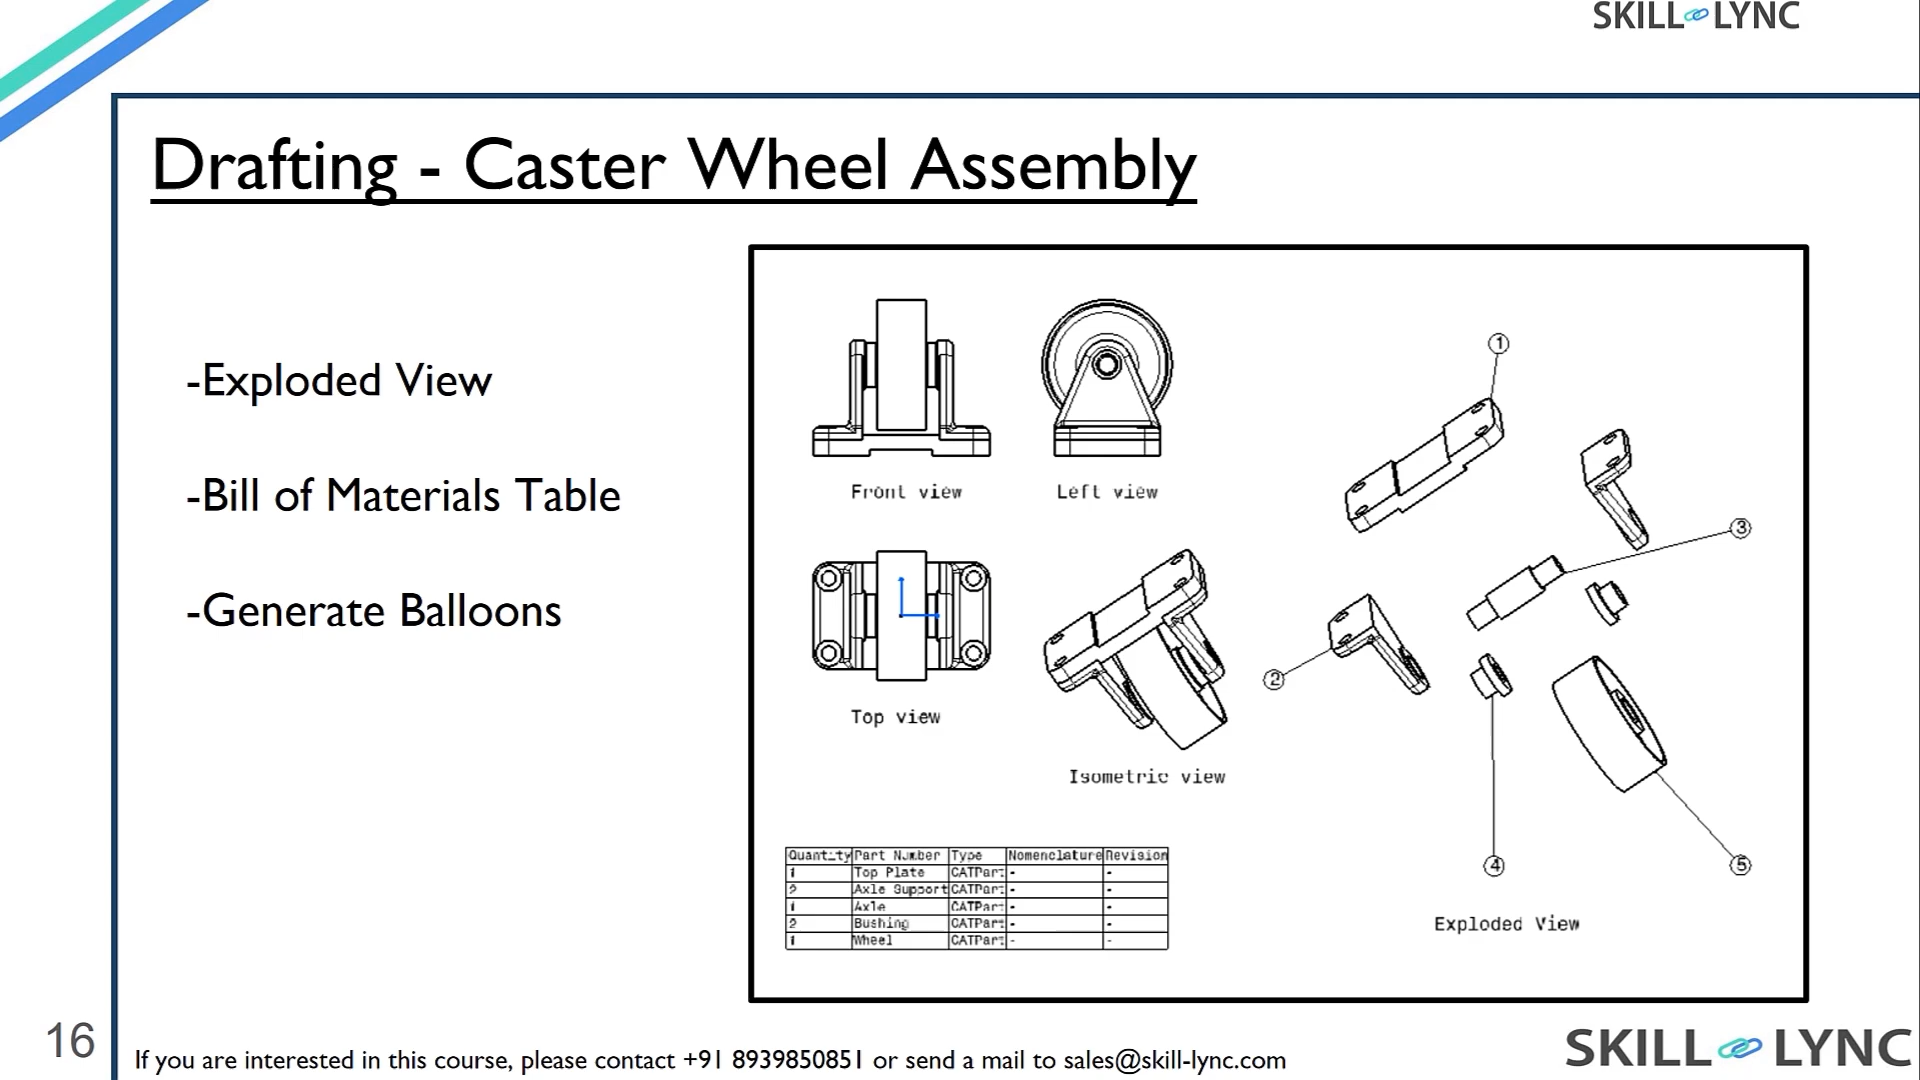 SKILL LYNC
Drafting - Caster Wheel Assembly
-Exploded View
-Bill of Materials Table
-Generate Balloons
Front view
Left view
Top view
Isometric view
1
2
3
4
5
Exploded View
Quantity Part Number Type Nomenclature Revision
1 Top Plate CATPart - -
2 Axle Support CATPart - -
1 Axle CATPart - -
2 Bushing CATPart - -
1 Wheel CATPart - -
16
If you are interested in this course, please contact +91 8939850851 or send a mail to sales@skill-lync.com
SKILL LYNC